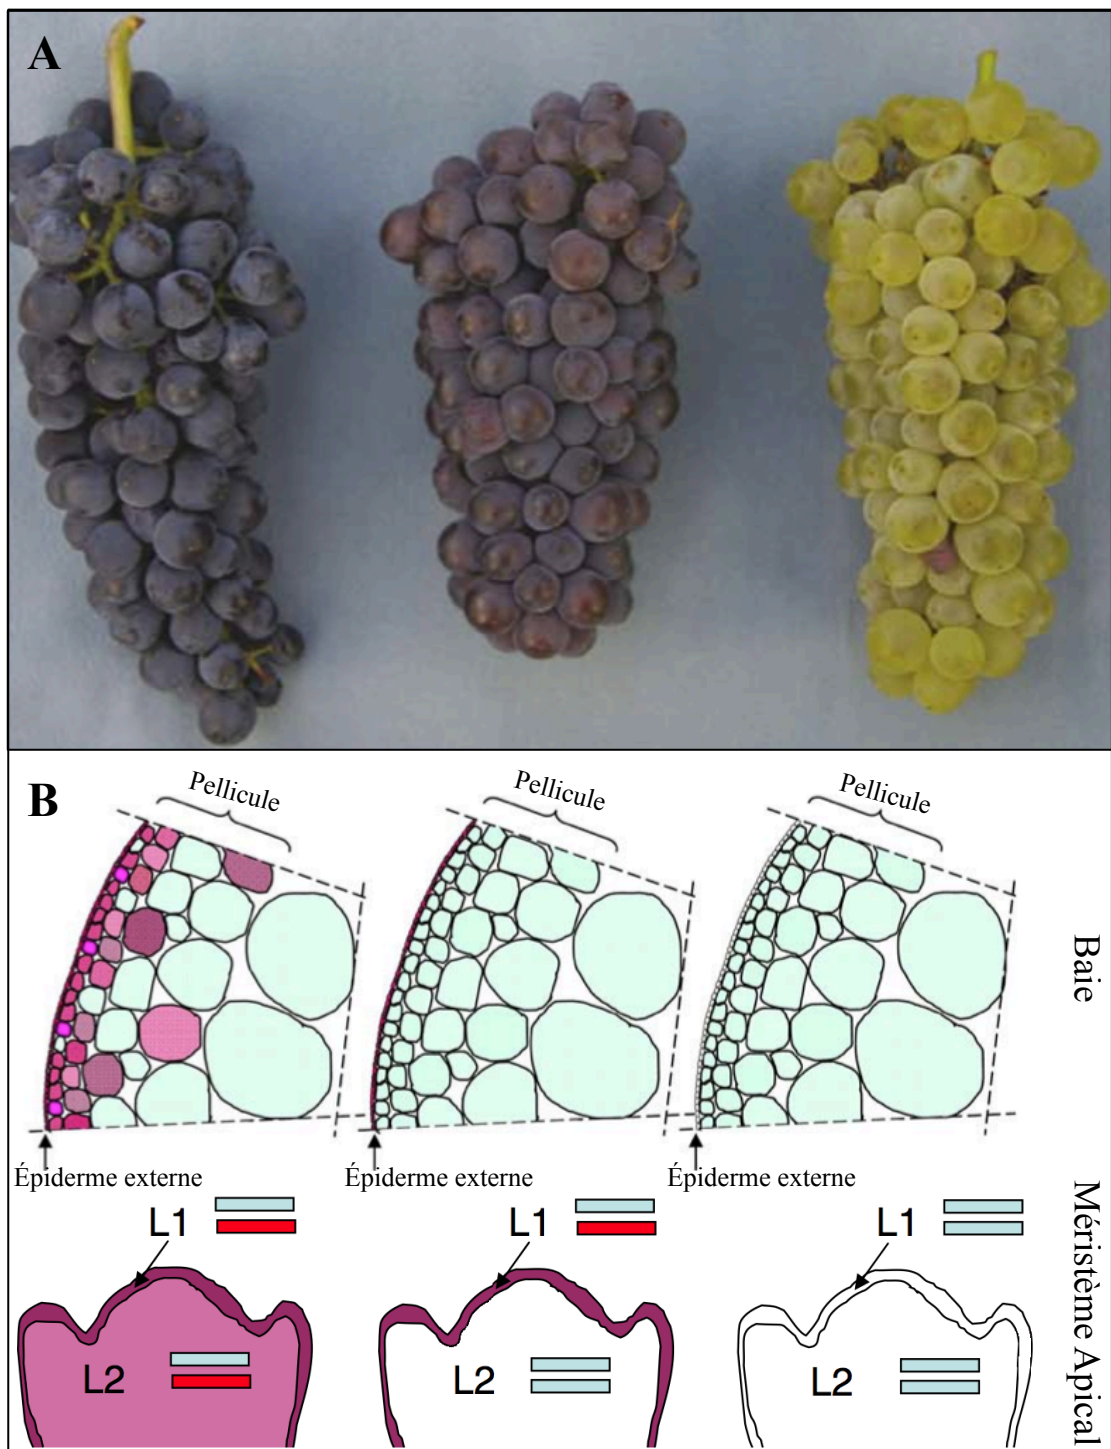 A
B
Pellicule
Pellicule
Pellicule
Baie
Épiderme externe
Épiderme externe
Épiderme externe
L1
L1
L1
L2
L2
L2
Méristème Apical